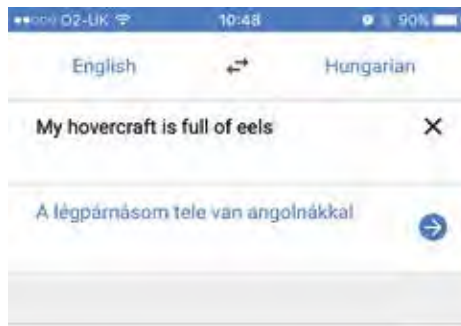 O2-UK 10:48 90%
English Hungarian
My hovercraft is full of eels
A légpárnásom tele van angolnákkal